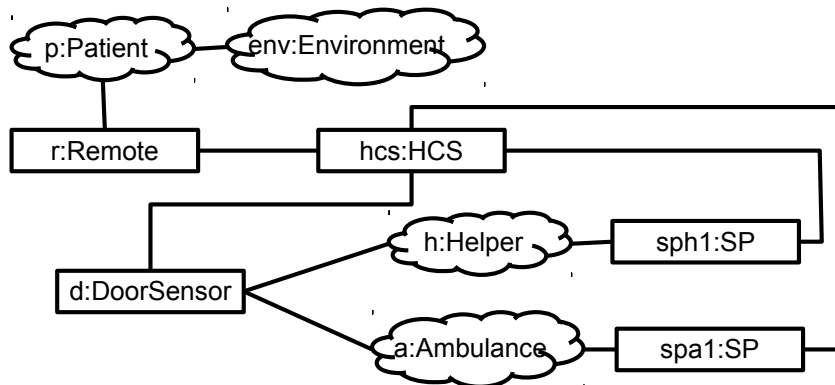 p:Patient
env:Environment
r:Remote
hcs:HCS
h:Helper
sph1:SP
d:DoorSensor
a:Ambulance
spa1:SP